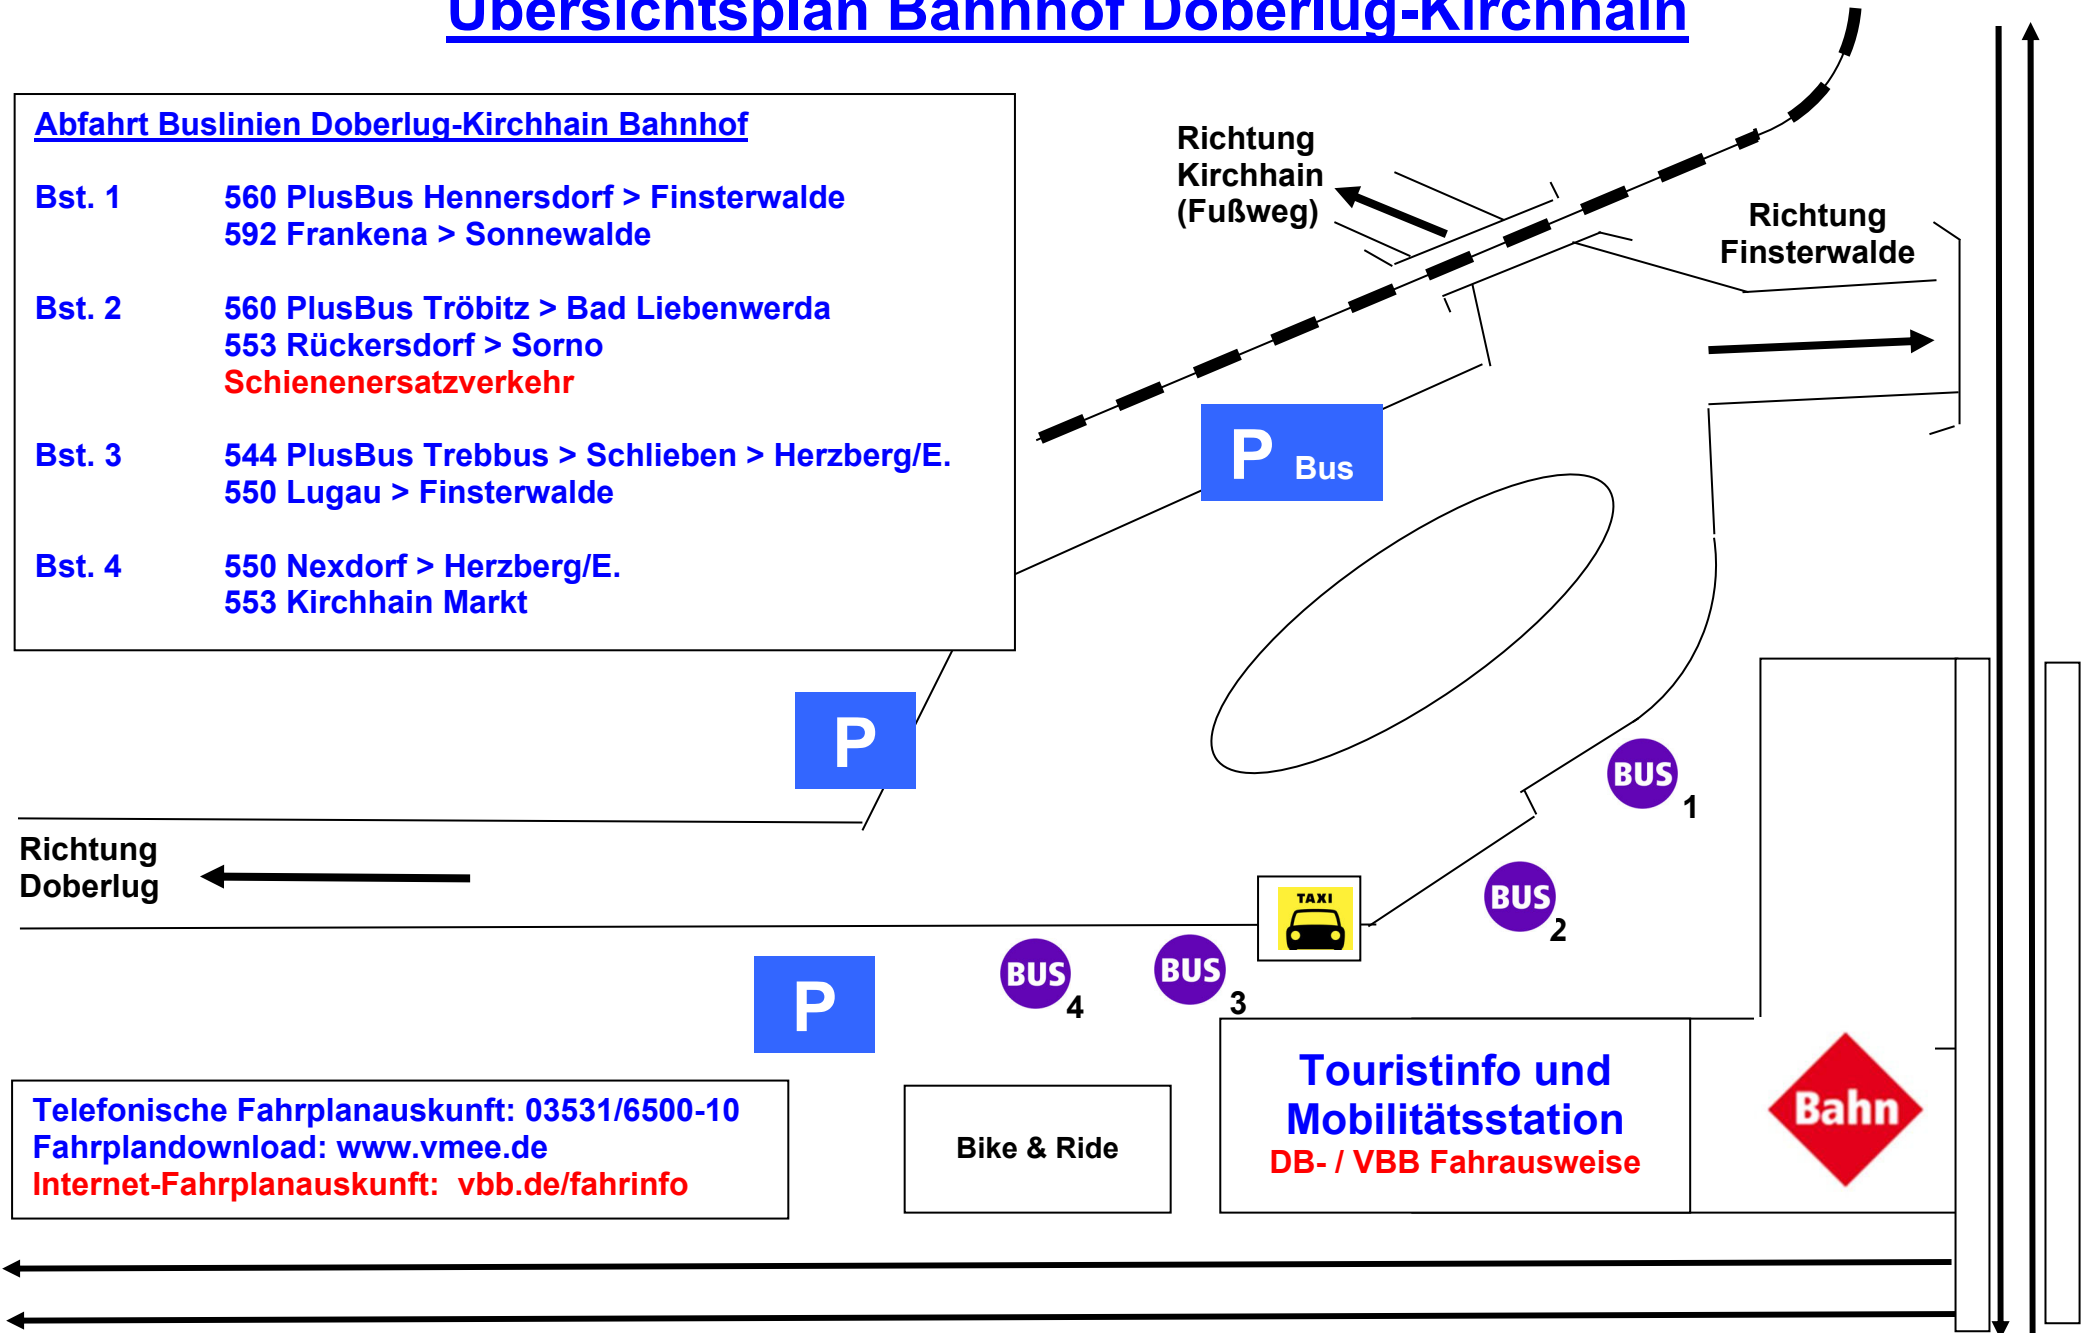 Übersichtsplan Bahnhof Doberlug-Kirchhain
Abfahrt Buslinien Doberlug-Kirchhain Bahnhof
Bst. 1 560 PlusBus Hennersdorf > Finsterwalde
592 Frankena > Sonnewalde
Bst. 2 560 PlusBus Tröbitz > Bad Liebenwerda
553 Rückersdorf > Sorno
Schienenersatzverkehr
Bst. 3 544 PlusBus Trebbus > Schlieben > Herzberg/E.
550 Lugau > Finsterwalde
Bst. 4 550 Nexdorf > Herzberg/E.
553 Kirchhain Markt
Richtung
Kirchhain
(Fußweg)
Richtung
Finsterwalde
P Bus
P
BUS 1
Richtung
Doberlug
TAXI
BUS 2
BUS 4
BUS 3
P
Telefonische Fahrplanauskunft: 03531/6500-10
Fahrplandownload: www.vmee.de
Internet-Fahrplanauskunft: vbb.de/fahrinfo
Bike & Ride
Touristinfo und
Mobilitätsstation
DB- / VBB Fahrausweise
Bahn